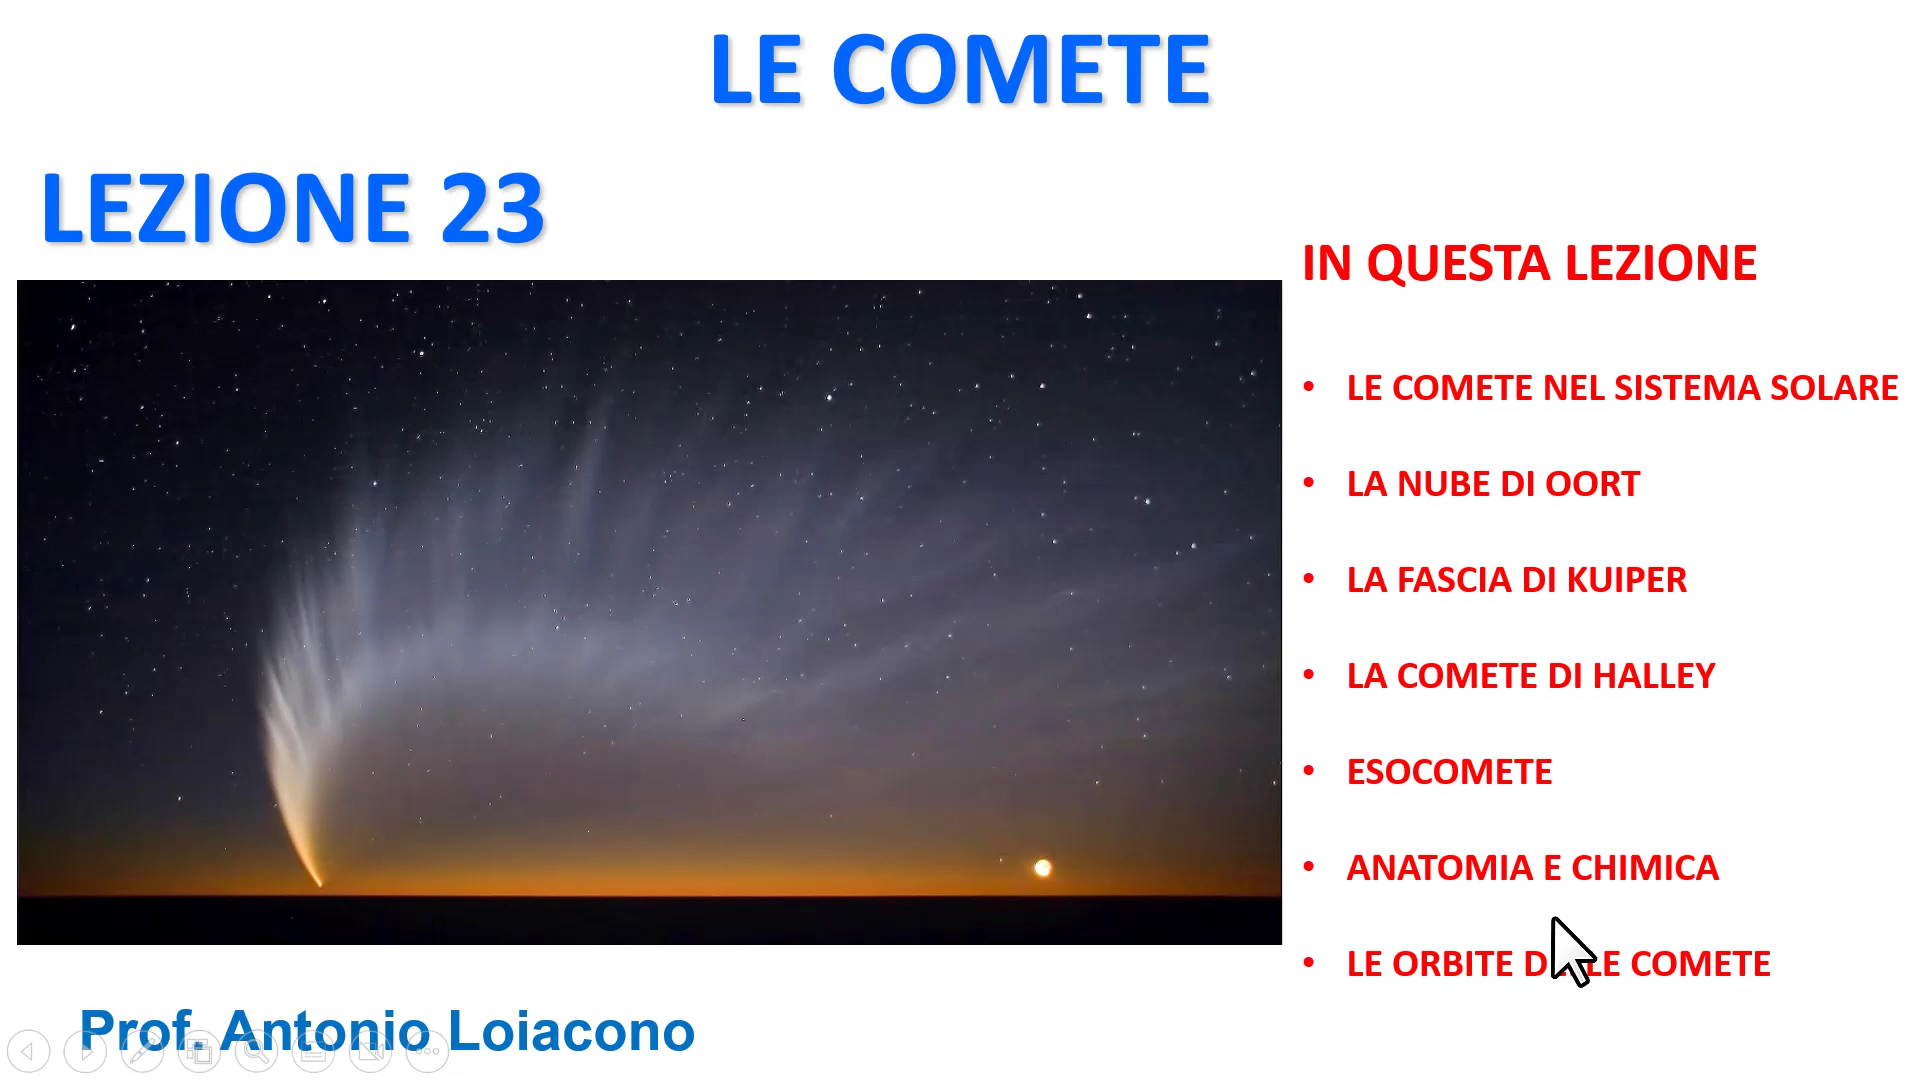 LE COMETE
LEZIONE 23
IN QUESTA LEZIONE
• LE COMETE NEL SISTEMA SOLARE
• LA NUBE DI OORT
• LA FASCIA DI KUIPER
• LA COMETE DI HALLEY
• ESOCOMETE
• ANATOMIA E CHIMICA
• LE ORBITE DELLE COMETE
Prof. Antonio Loiacono